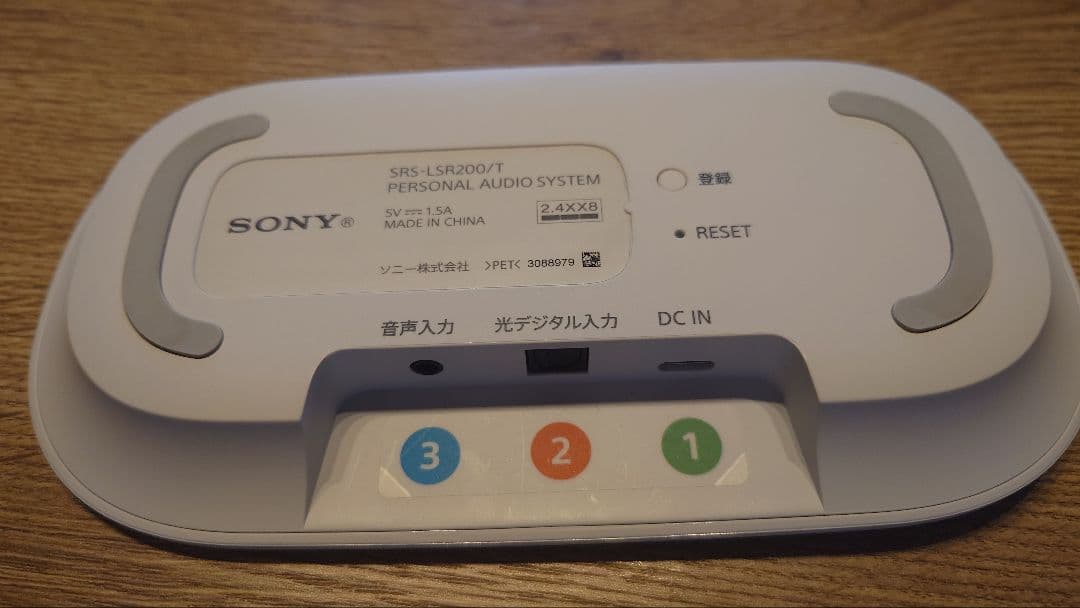 SRS-LSR200/T
PERSONAL AUDIO SYSTEM
SONY®
5V⎓1.5A
MADE IN CHINA
2.4XX8
ソニー株式会社 >PET< 3088979
登録
RESET
音声入力 光デジタル入力 DC IN
3 2 1